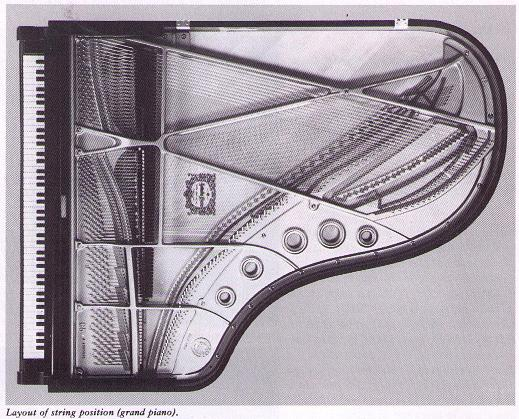 Layout of string position (grand piano).